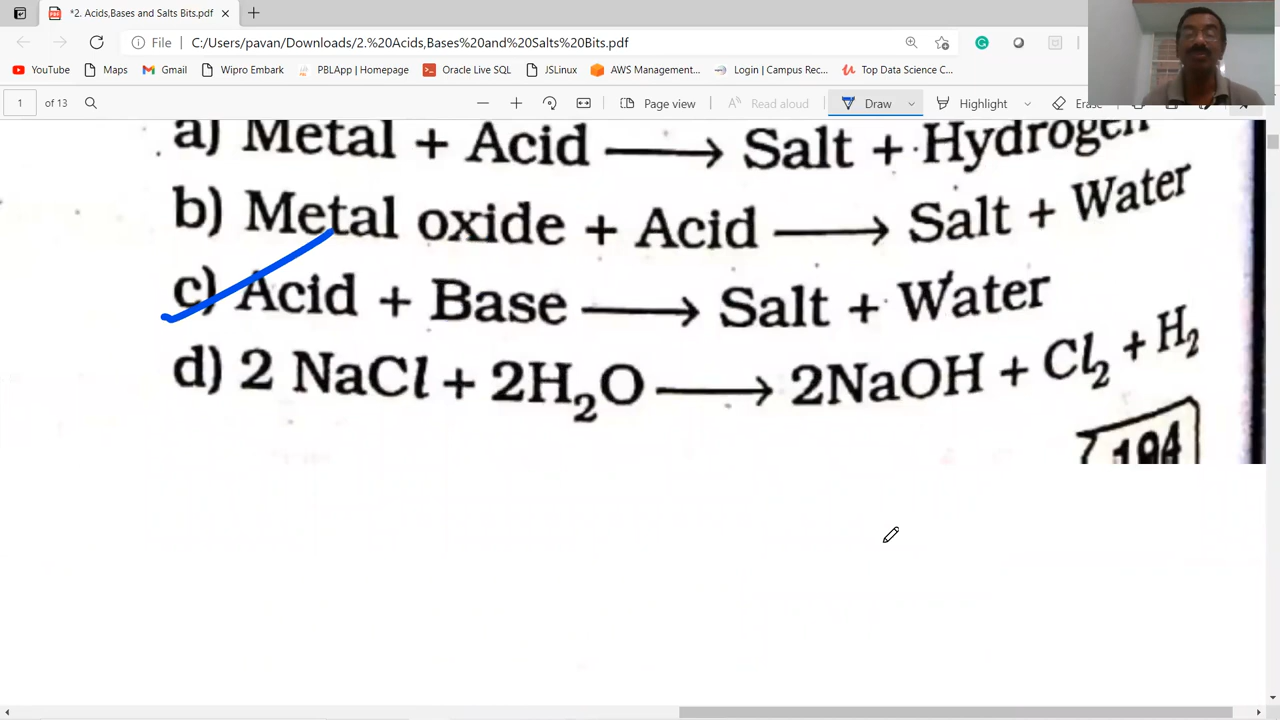 *2. Acids,Bases and Salts Bits.pdf
File C:/Users/pavan/Downloads/2.%20Acids,Bases%20and%20Salts%20Bits.pdf
YouTube Maps Gmail Wipro Embark PBLApp | Homepage Oracle Live SQL JSLinux AWS Management... Login | Campus Rec... Top Data Science C...
1 of 13 Page view Read aloud Draw Highlight Erase
a) Metal + Acid ⟶ Salt + Hydrogen
b) Metal oxide + Acid ⟶ Salt + Water
c) Acid + Base ⟶ Salt + Water
d) 2 NaCl + 2H₂O ⟶ 2NaOH + Cl₂ + H₂
194